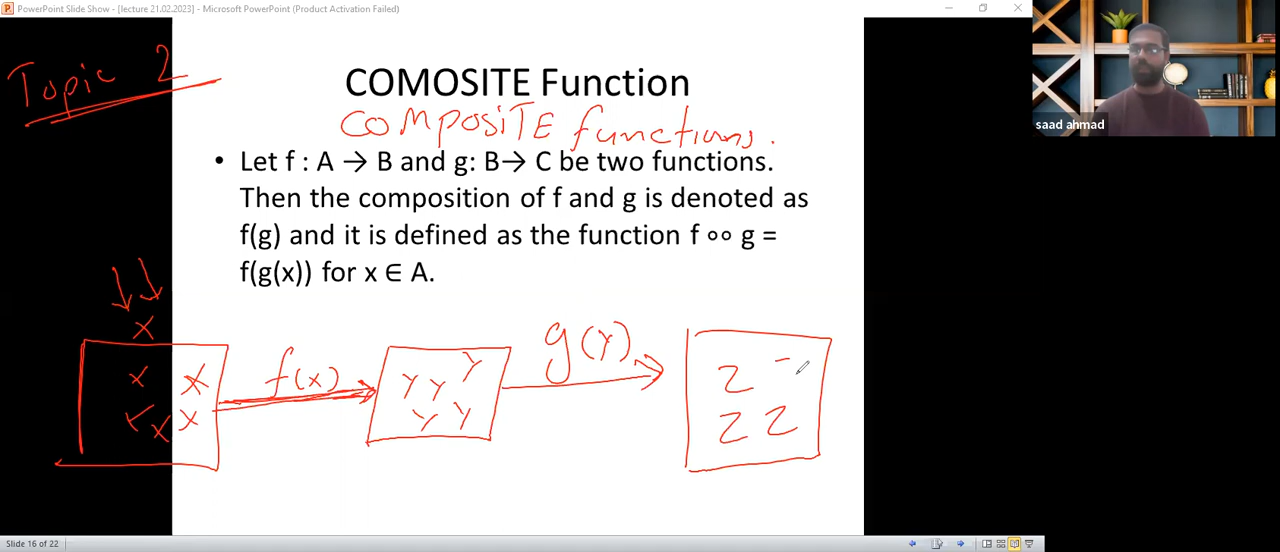 PowerPoint Slide Show - [lecture 21.02.2023] - Microsoft PowerPoint (Product Activation Failed)
Topic 2
COMOSITE Function
COMPOSITE functions.
saad ahmad
• Let f : A → B and g: B→ C be two functions.
Then the composition of f and g is denoted as
f(g) and it is defined as the function f ∘∘ g =
f(g(x)) for x ∈ A.
X
f(x)
g(Y)
X X
X X X
Y Y Y
Y Y
Z
Z Z
Slide 16 of 22